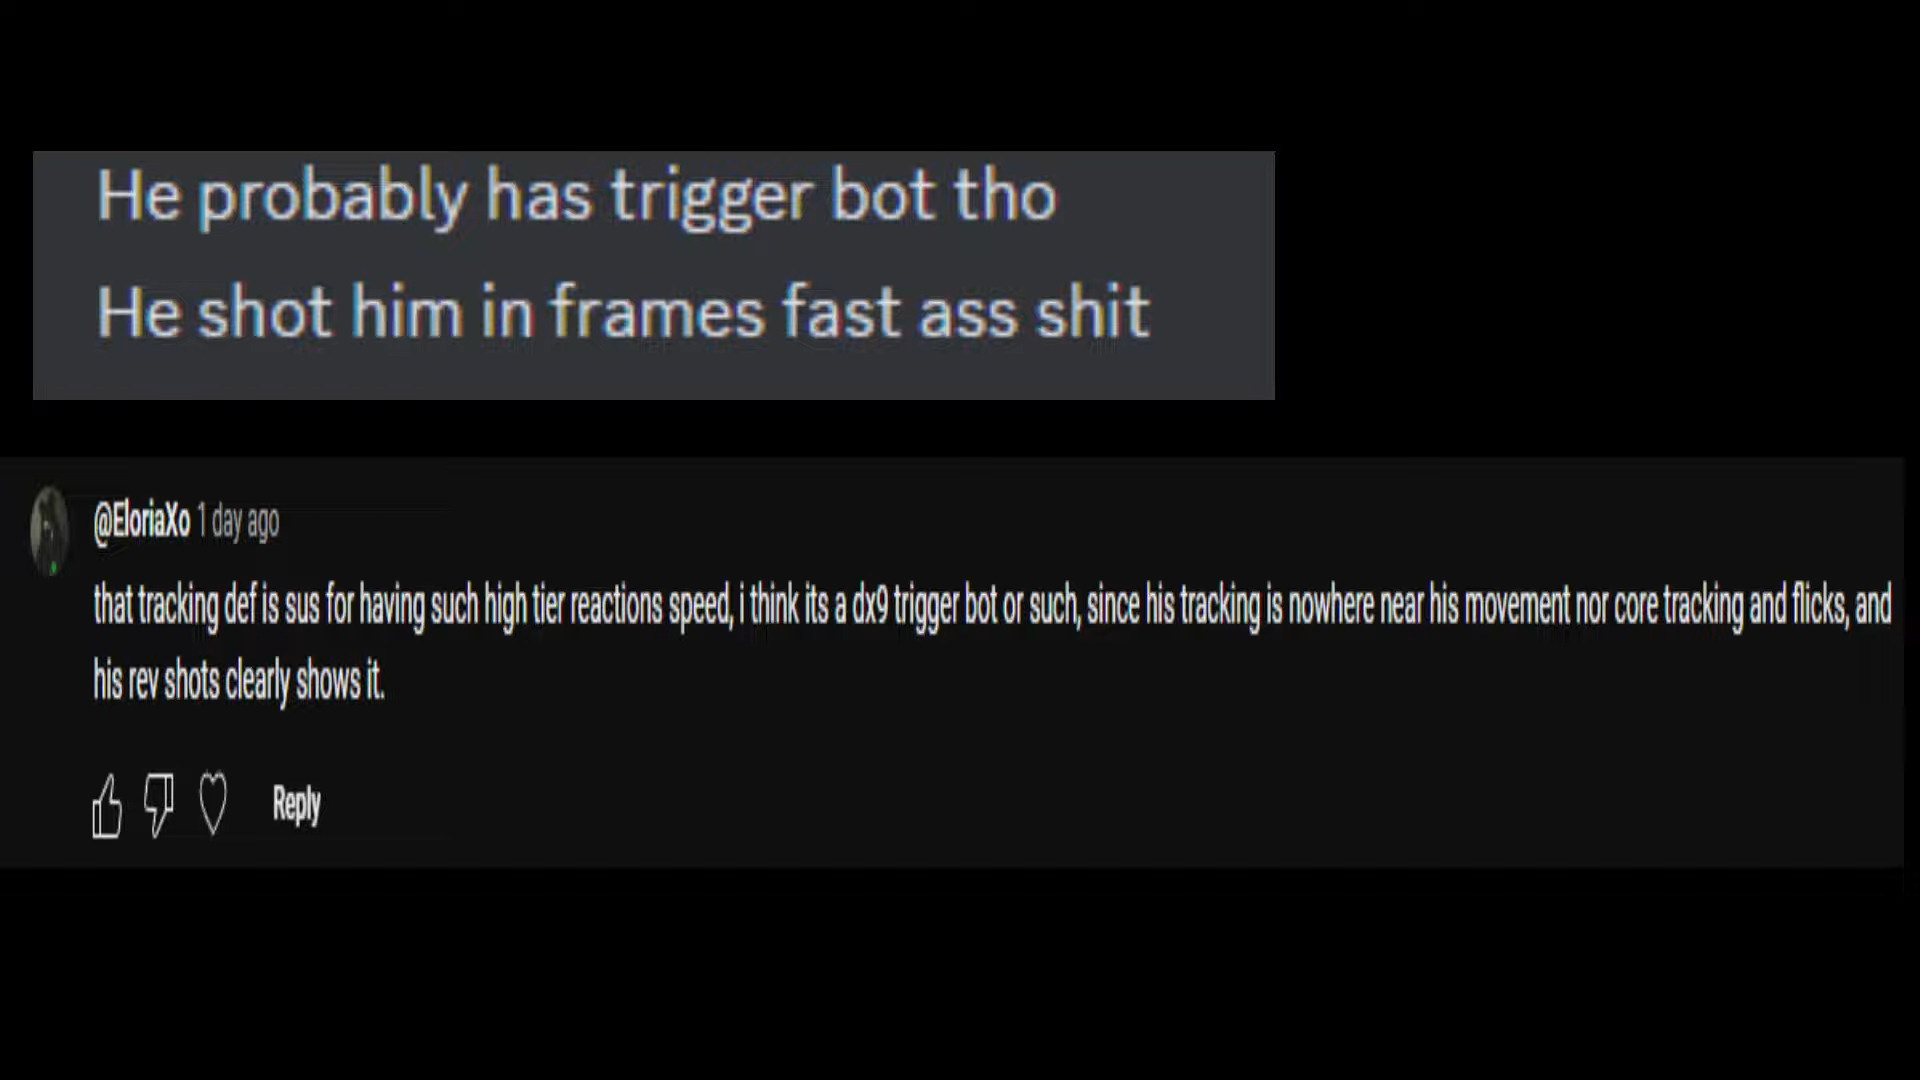 He probably has trigger bot tho
He shot him in frames fast ass shit
@EloriaXo 1 day ago
that tracking def is sus for having such high tier reactions speed, i think its a dx9 trigger bot or such, since his tracking is nowhere near his movement nor core tracking and flicks, and
his rev shots clearly shows it.
Reply